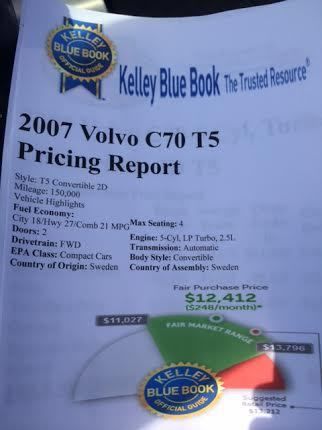 KELLEY
BLUE BOOK
OFFICIAL GUIDE
Kelley Blue Book The Trusted Resource®
2007 Volvo C70 T5
Pricing Report
Style: T5 Convertible 2D
Mileage: 150,000
Vehicle Highlights
Fuel Economy:
City 18/Hwy 27/Comb 21 MPG
Doors: 2
Drivetrain: FWD
EPA Class: Compact Cars
Country of Origin: Sweden
Max Seating: 4
Engine: 5-Cyl, LP Turbo, 2.5L
Transmission: Automatic
Body Style: Convertible
Country of Assembly: Sweden
Fair Purchase Price
$12,412
($248/month)*
$11,027
FAIR MARKET RANGE
$13,796
KELLEY
BLUE BOOK
OFFICIAL GUIDE
Suggested
Retail Price